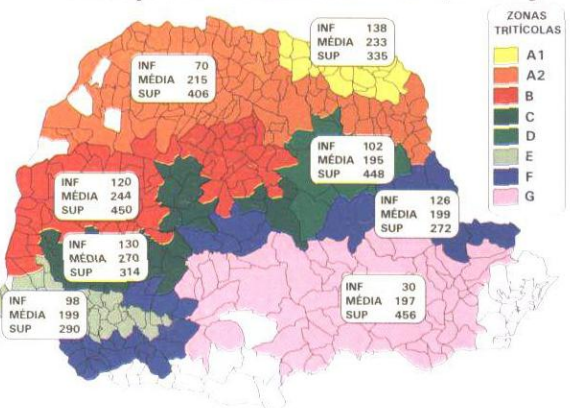 ZONAS
TRITÍCOLAS
A1
A2
B
C
D
E
F
G
INF 138
MÉDIA 233
SUP 335
INF 70
MÉDIA 215
SUP 406
INF 102
MÉDIA 195
SUP 448
INF 120
MÉDIA 244
SUP 450
INF 126
MÉDIA 199
SUP 272
INF 130
MÉDIA 270
SUP 314
INF 98
MÉDIA 199
SUP 290
INF 30
MÉDIA 197
SUP 456